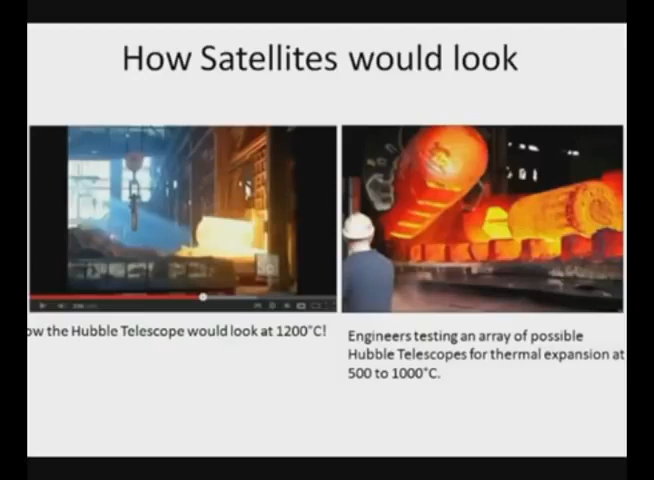 How Satellites would look
ow the Hubble Telescope would look at 1200°C!
Engineers testing an array of possible
Hubble Telescopes for thermal expansion at
500 to 1000°C.